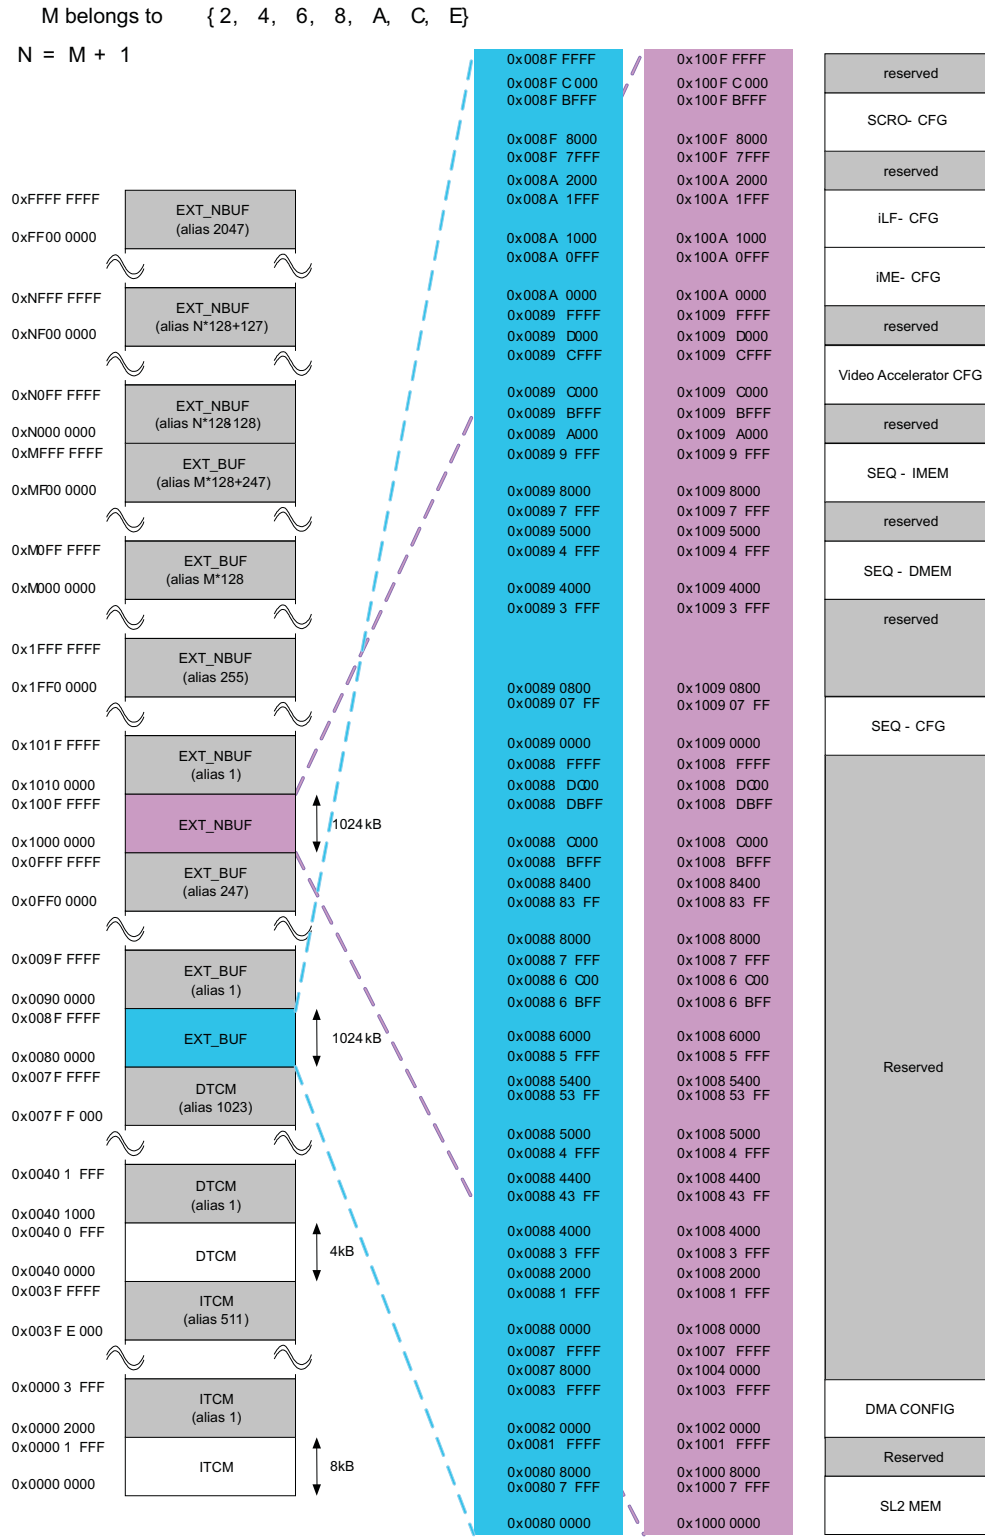 M belongs to { 2, 4, 6, 8, A, C, E}
N = M + 1
0xFFFF FFFF
EXT_NBUF
(alias 2047)
0xFF00 0000
0xNFFF FFFF
EXT_NBUF
(alias N*128+127)
0xNF00 0000
0xN0FF FFFF
EXT_NBUF
(alias N*128128)
0xN000 0000
0xMFFF FFFF
EXT_BUF
(alias M*128+247)
0xMF00 0000
0xM0FF FFFF
EXT_BUF
(alias M*128
0xM000 0000
0x1FFF FFFF
EXT_NBUF
(alias 255)
0x1FF0 0000
0x101F FFFF
EXT_NBUF
(alias 1)
0x1010 0000
0x100F FFFF
EXT_NBUF
1024kB
0x1000 0000
0x0FFF FFFF
EXT_BUF
(alias 247)
0x0FF0 0000
0x009F FFFF
EXT_BUF
(alias 1)
0x0090 0000
0x008F FFFF
EXT_BUF
1024kB
0x0080 0000
0x007F FFFF
DTCM
(alias 1023)
0x007F F 000
0x0040 1 FFF
DTCM
(alias 1)
0x0040 1000
0x0040 0 FFF
DTCM
4kB
0x0040 0000
0x003F FFFF
ITCM
(alias 511)
0x003F E 000
0x0000 3 FFF
ITCM
(alias 1)
0x0000 2000
0x0000 1 FFF
ITCM
8kB
0x0000 0000
0x008F FFFF
0x008F C 000
0x008F BFFF
0x008F 8000
0x008F 7FFF
0x008A 2000
0x008A 1FFF
0x008A 1000
0x008A 0FFF
0x008A 0000
0x0089 FFFF
0x0089 D000
0x0089 CFFF
0x0089 C000
0x0089 BFFF
0x0089 A000
0x0089 9 FFF
0x0089 8000
0x0089 7 FFF
0x0089 5000
0x0089 4 FFF
0x0089 4000
0x0089 3 FFF
0x0089 0800
0x0089 07 FF
0x0089 0000
0x0088 FFFF
0x0088 DC00
0x0088 DBFF
0x0088 C000
0x0088 BFFF
0x0088 8400
0x0088 83 FF
0x0088 8000
0x0088 7 FFF
0x0088 6 C00
0x0088 6 BFF
0x0088 6000
0x0088 5 FFF
0x0088 5400
0x0088 53 FF
0x0088 5000
0x0088 4 FFF
0x0088 4400
0x0088 43 FF
0x0088 4000
0x0088 3 FFF
0x0088 2000
0x0088 1 FFF
0x0088 0000
0x0087 FFFF
0x0087 8000
0x0083 FFFF
0x0082 0000
0x0081 FFFF
0x0080 8000
0x0080 7 FFF
0x0080 0000
0x100F FFFF
0x100F C 000
0x100F BFFF
0x100F 8000
0x100F 7FFF
0x100A 2000
0x100A 1FFF
0x100A 1000
0x100A 0FFF
0x100A 0000
0x1009 FFFF
0x1009 D000
0x1009 CFFF
0x1009 C000
0x1009 BFFF
0x1009 A000
0x1009 9 FFF
0x1009 8000
0x1009 7 FFF
0x1009 5000
0x1009 4 FFF
0x1009 4000
0x1009 3 FFF
0x1009 0800
0x1009 07 FF
0x1009 0000
0x1008 FFFF
0x1008 DC00
0x1008 DBFF
0x1008 C000
0x1008 BFFF
0x1008 8400
0x1008 83 FF
0x1008 8000
0x1008 7 FFF
0x1008 6 C00
0x1008 6 BFF
0x1008 6000
0x1008 5 FFF
0x1008 5400
0x1008 53 FF
0x1008 5000
0x1008 4 FFF
0x1008 4400
0x1008 43 FF
0x1008 4000
0x1008 3 FFF
0x1008 2000
0x1008 1 FFF
0x1008 0000
0x1007 FFFF
0x1004 0000
0x1003 FFFF
0x1002 0000
0x1001 FFFF
0x1000 8000
0x1000 7 FFF
0x1000 0000
reserved
SCRO- CFG
reserved
iLF- CFG
iME- CFG
reserved
Video Accelerator CFG
reserved
SEQ - IMEM
reserved
SEQ - DMEM
reserved
SEQ - CFG
Reserved
DMA CONFIG
Reserved
SL2 MEM